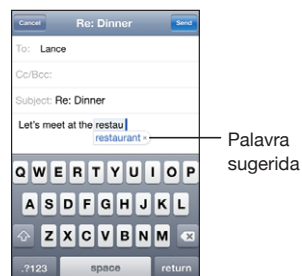 Cancel Re: Dinner Send
To: Lance
Cc/Bcc:
Subject: Re: Dinner
Let's meet at the restau
restaurant ×
Palavra
sugerida
Q W E R T Y U I O P
A S D F G H J K L
Z X C V B N M
.?123 space return